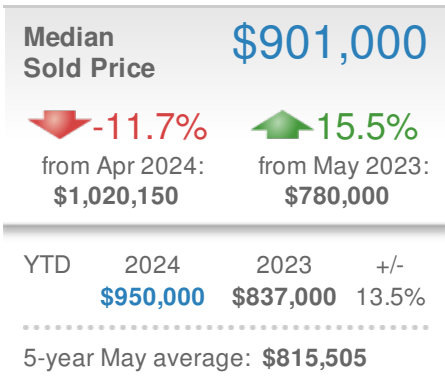 Median
Sold Price
$901,000
-11.7%
15.5%
from Apr 2024:
from May 2023:
$1,020,150
$780,000
YTD 2024 2023 +/-
$950,000 $837,000 13.5%
5-year May average: $815,505